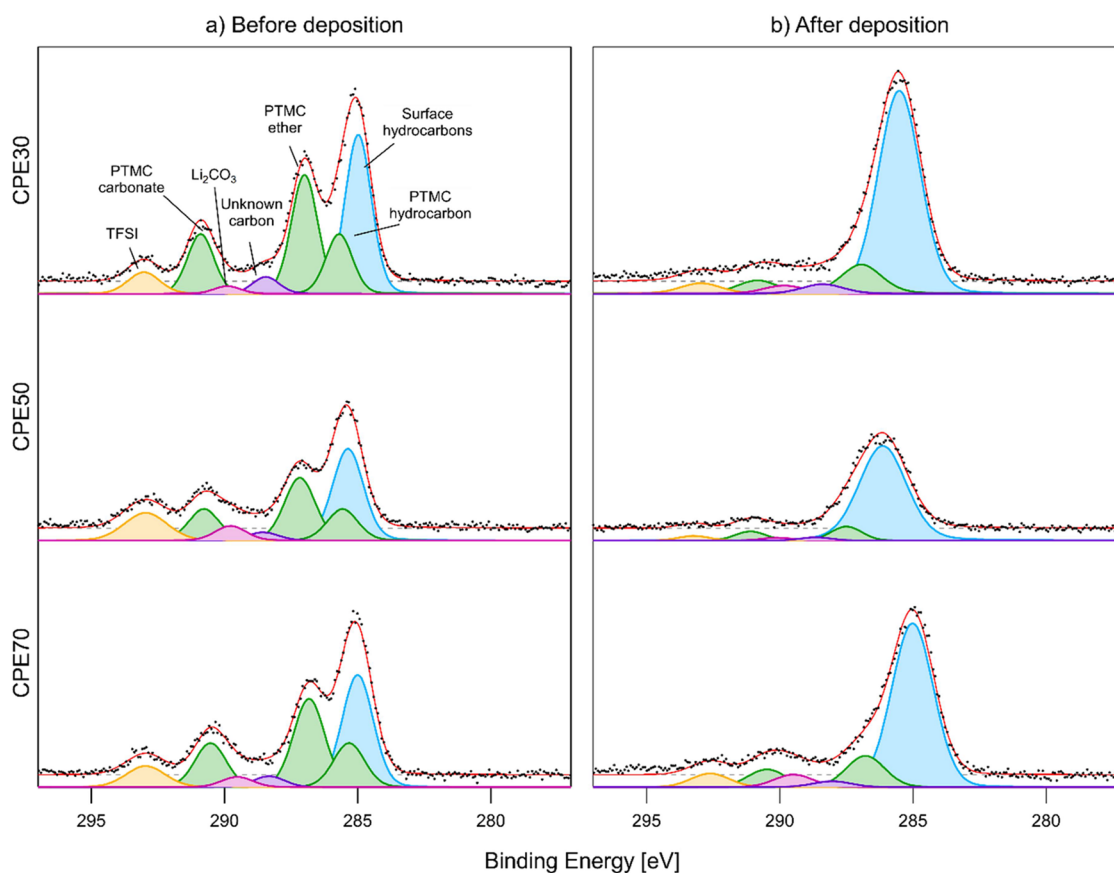 a) Before deposition
b) After deposition
CPE30
PTMC
ether
Surface
hydrocarbons
PTMC
carbonate
Li₂CO₃
Unknown
carbon
PTMC
hydrocarbon
TFSI
CPE50
CPE70
295
290
285
280
295
290
285
280
Binding Energy [eV]